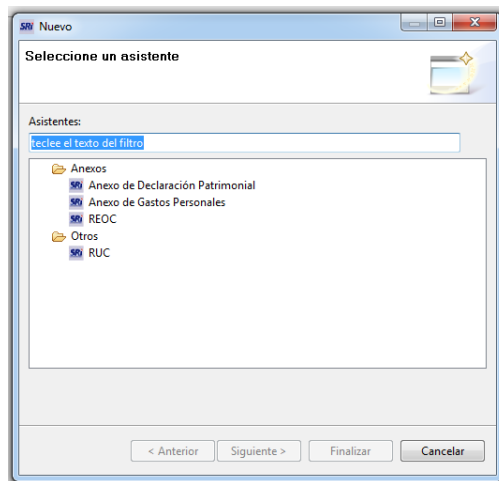 SRi Nuevo
Seleccione un asistente
Asistentes:
teclee el texto del filtro
Anexos
SRi Anexo de Declaración Patrimonial
SRi Anexo de Gastos Personales
SRi REOC
Otros
SRi RUC
< Anterior Siguiente > Finalizar Cancelar